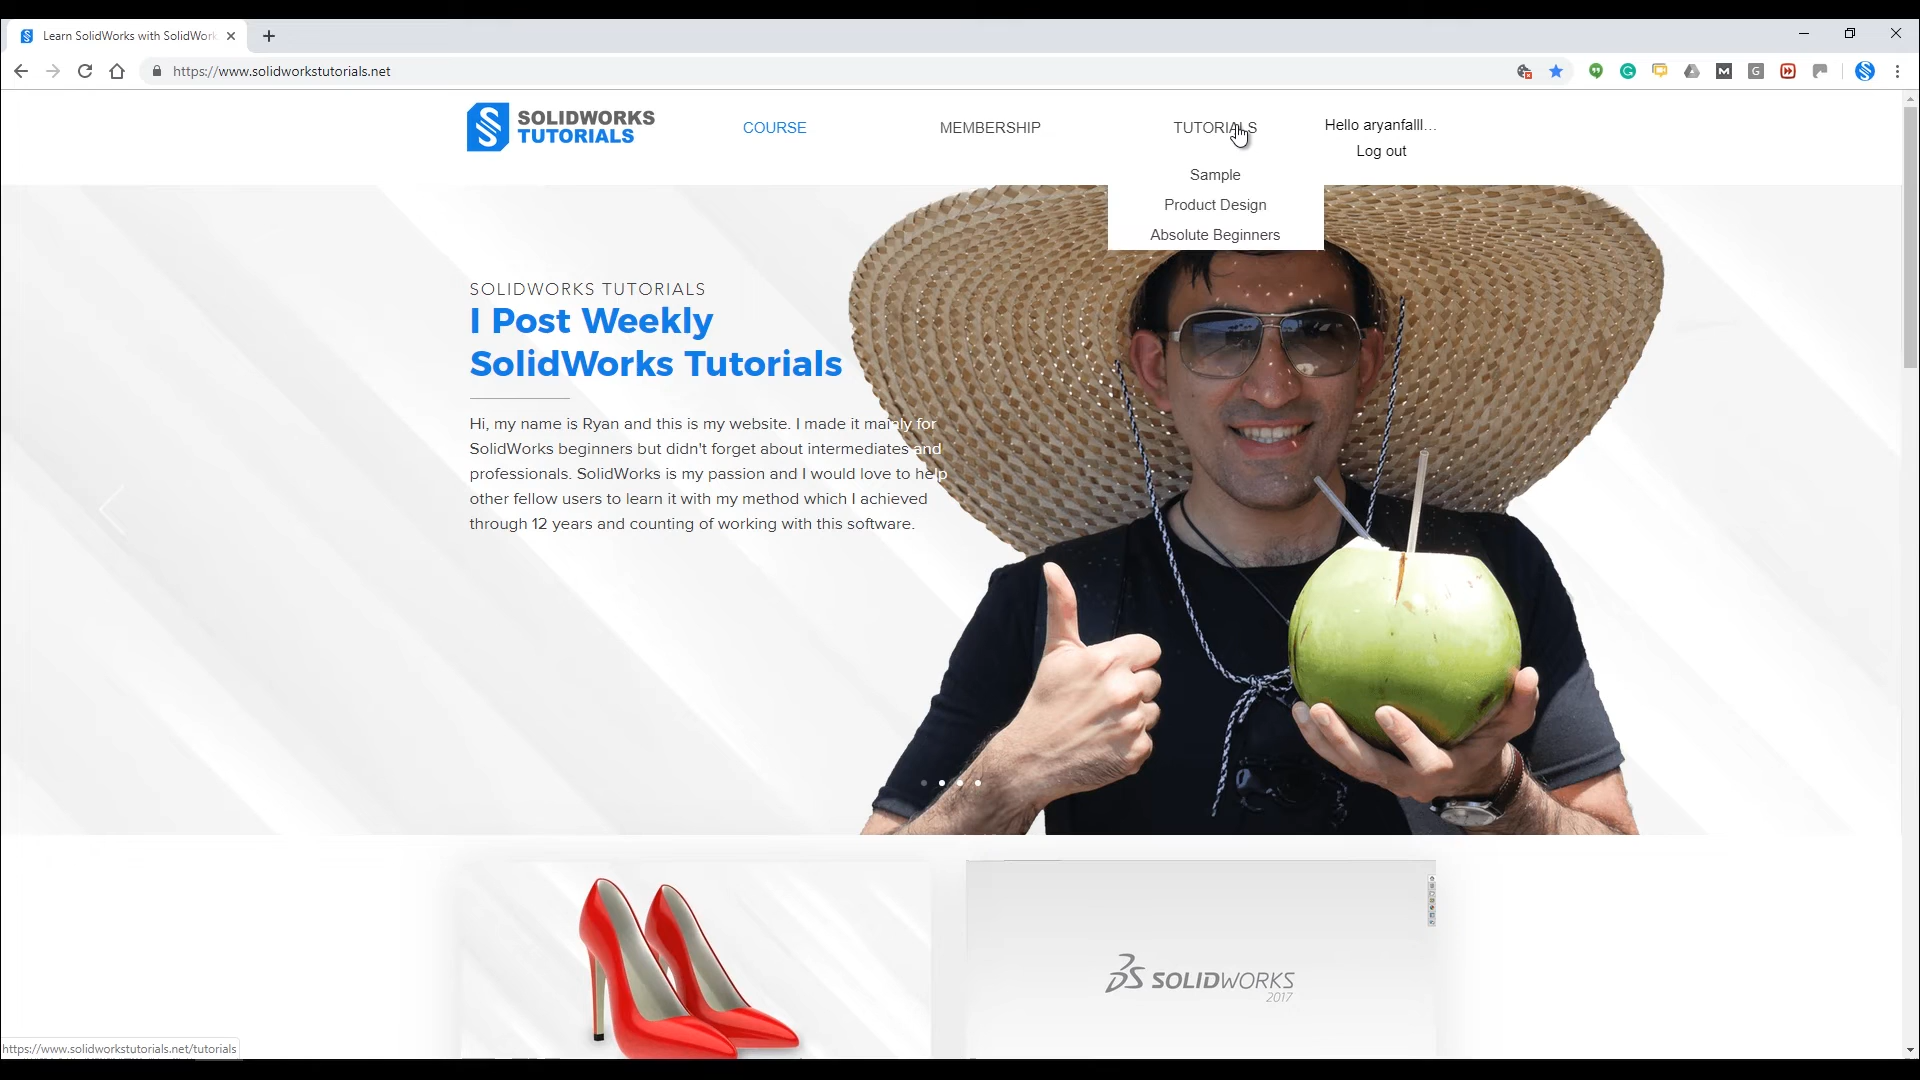 Learn SolidWorks with SolidWork
https://www.solidworkstutorials.net
SOLIDWORKS
TUTORIALS
COURSE
MEMBERSHIP
TUTORIALS
Hello aryanfalll...
Log out
Sample
Product Design
Absolute Beginners
SOLIDWORKS TUTORIALS
I Post Weekly
SolidWorks Tutorials
Hi, my name is Ryan and this is my website. I made it mainly for
SolidWorks beginners but didn't forget about intermediates and
professionals. SolidWorks is my passion and I would love to help
other fellow users to learn it with my method which I achieved
through 12 years and counting of working with this software.
SOLIDWORKS
2017
https://www.solidworkstutorials.net/tutorials